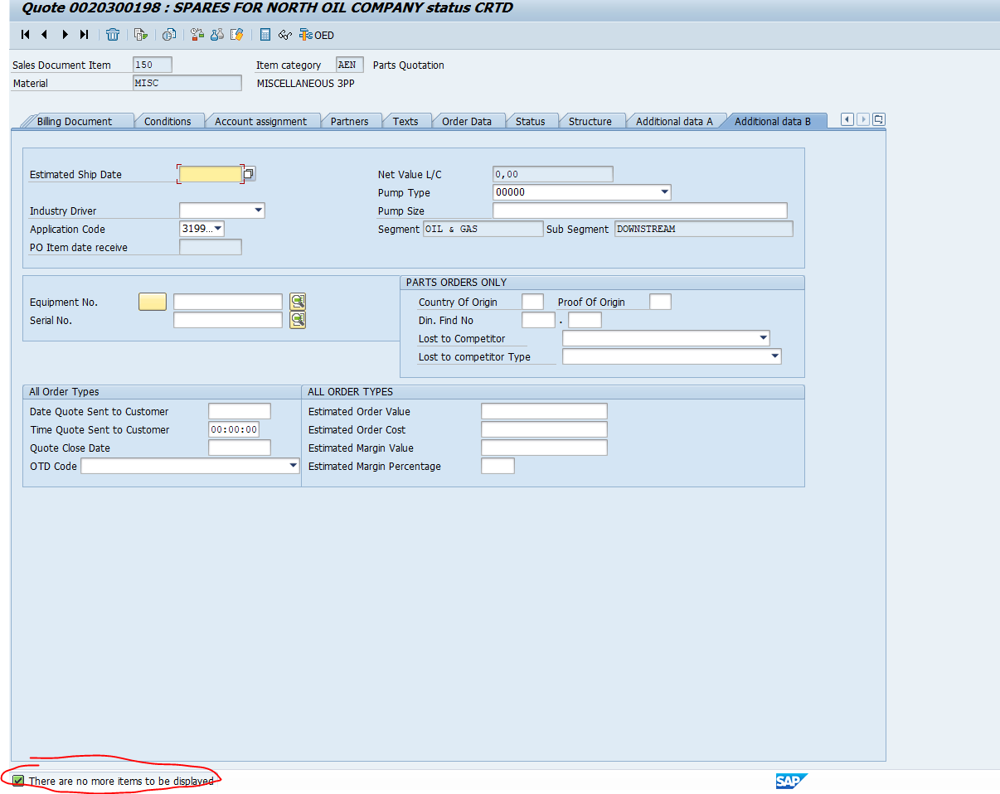 Quote 0020300198 : SPARES FOR NORTH OIL COMPANY status CRTD
OED
Sales Document Item 150 Item category AEN Parts Quotation
Material MISC MISCELLANEOUS 3PP
Billing Document Conditions Account assignment Partners Texts Order Data Status Structure Additional data A Additional data B
Estimated Ship Date Net Value L/C 0,00
Pump Type 00000
Industry Driver Pump Size
Application Code 3199... Segment OIL & GAS Sub Segment DOWNSTREAM
PO Item date receive
PARTS ORDERS ONLY
Equipment No. Country Of Origin Proof Of Origin
Serial No. Din. Find No .
Lost to Competitor
Lost to competitor Type
All Order Types ALL ORDER TYPES
Date Quote Sent to Customer Estimated Order Value
Time Quote Sent to Customer 00:00:00 Estimated Order Cost
Quote Close Date Estimated Margin Value
OTD Code Estimated Margin Percentage
There are no more items to be displayed
SAP